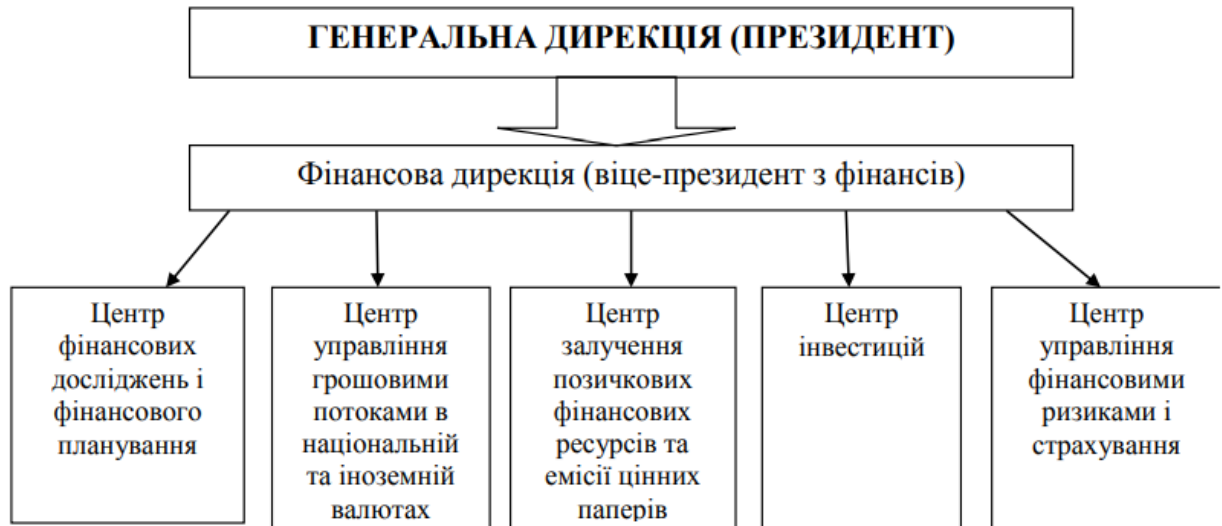 ГЕНЕРАЛЬНА ДИРЕКЦІЯ (ПРЕЗИДЕНТ)
Фінансова дирекція (віце-президент з фінансів)
Центр
фінансових
досліджень і
фінансового
планування
Центр
управління
грошовими
потоками в
національній
та іноземній
валютах
Центр
залучення
позичкових
фінансових
ресурсів та
емісії цінних
паперів
Центр
інвестицій
Центр
управління
фінансовими
ризиками і
страхування